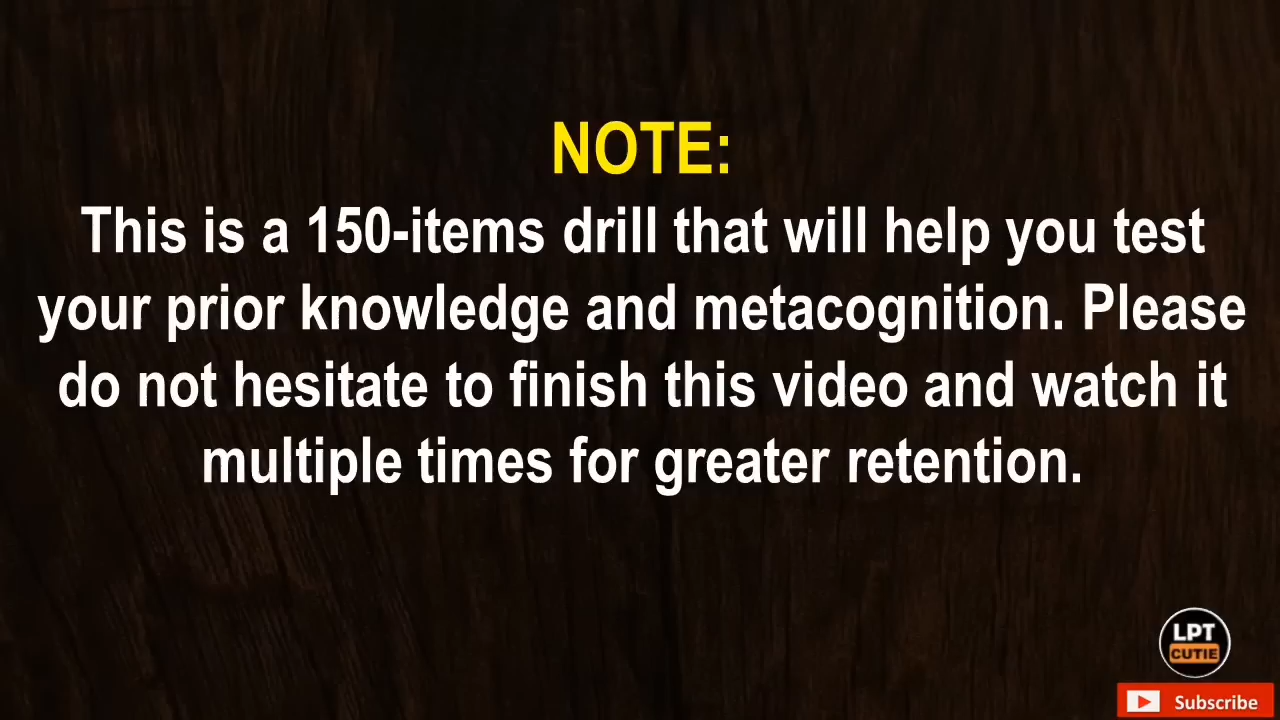 NOTE:
This is a 150-items drill that will help you test
your prior knowledge and metacognition. Please
do not hesitate to finish this video and watch it
multiple times for greater retention.
LPT
CUTIE
Subscribe